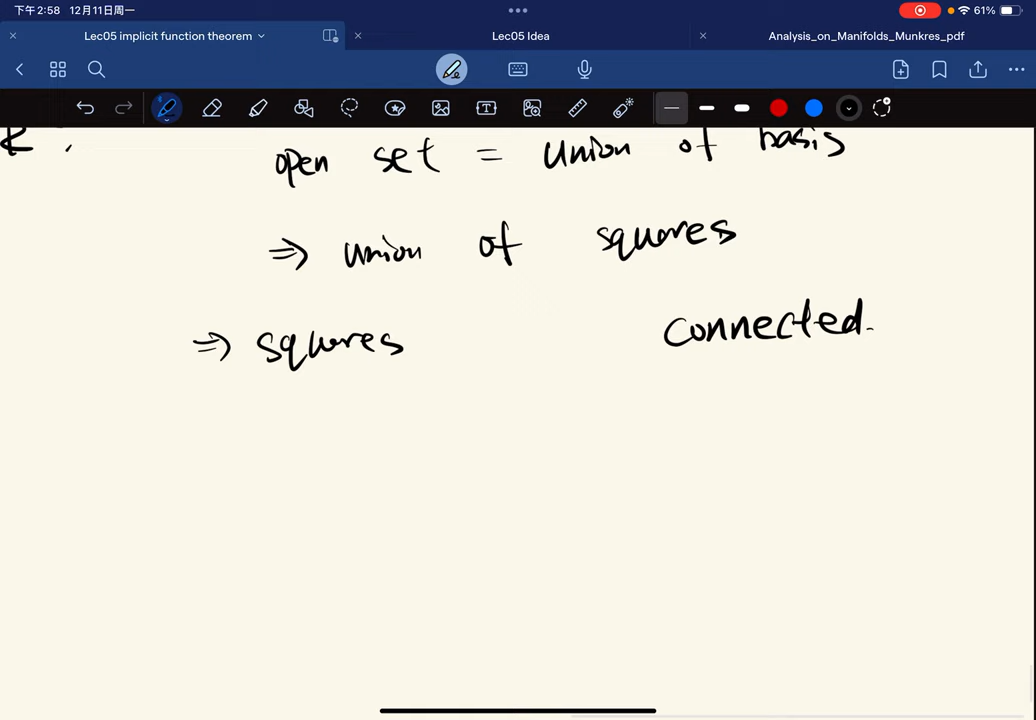 下午2:58 12月11日周一
61%
Lec05 implicit function theorem
Lec05 Idea
Analysis_on_Manifolds_Munkres_pdf
open set = union of basis
⇒ union of squares
⇒ squares connected.